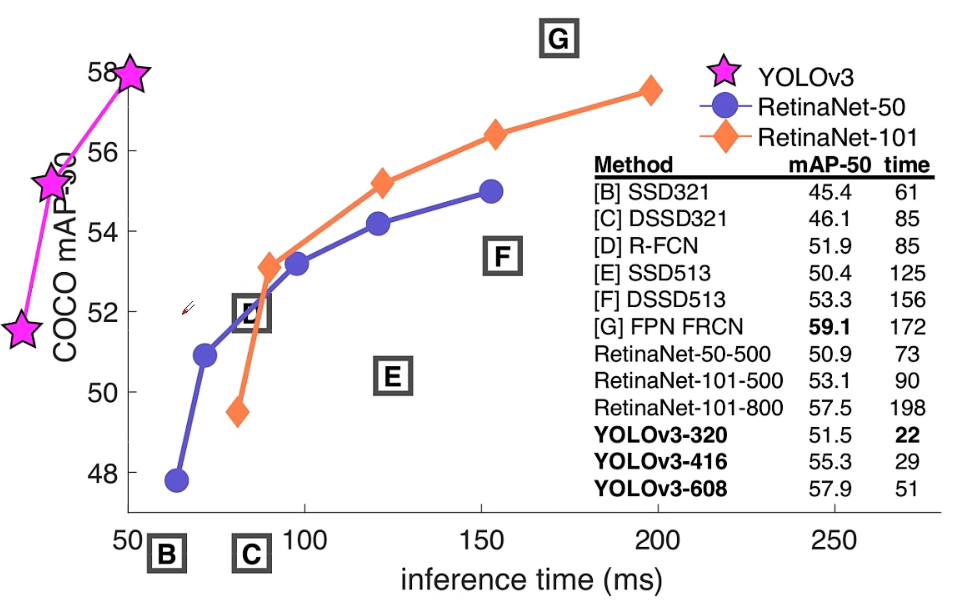 G
58
YOLOv3
RetinaNet-50
RetinaNet-101
56
COCO mAP-50
54
52
50
48
D
F
E
Method mAP-50 time
[B] SSD321 45.4 61
[C] DSSD321 46.1 85
[D] R-FCN 51.9 85
[E] SSD513 50.4 125
[F] DSSD513 53.3 156
[G] FPN FRCN 59.1 172
RetinaNet-50-500 50.9 73
RetinaNet-101-500 53.1 90
RetinaNet-101-800 57.5 198
YOLOv3-320 51.5 22
YOLOv3-416 55.3 29
YOLOv3-608 57.9 51
50 100 150 200 250
B C
inference time (ms)